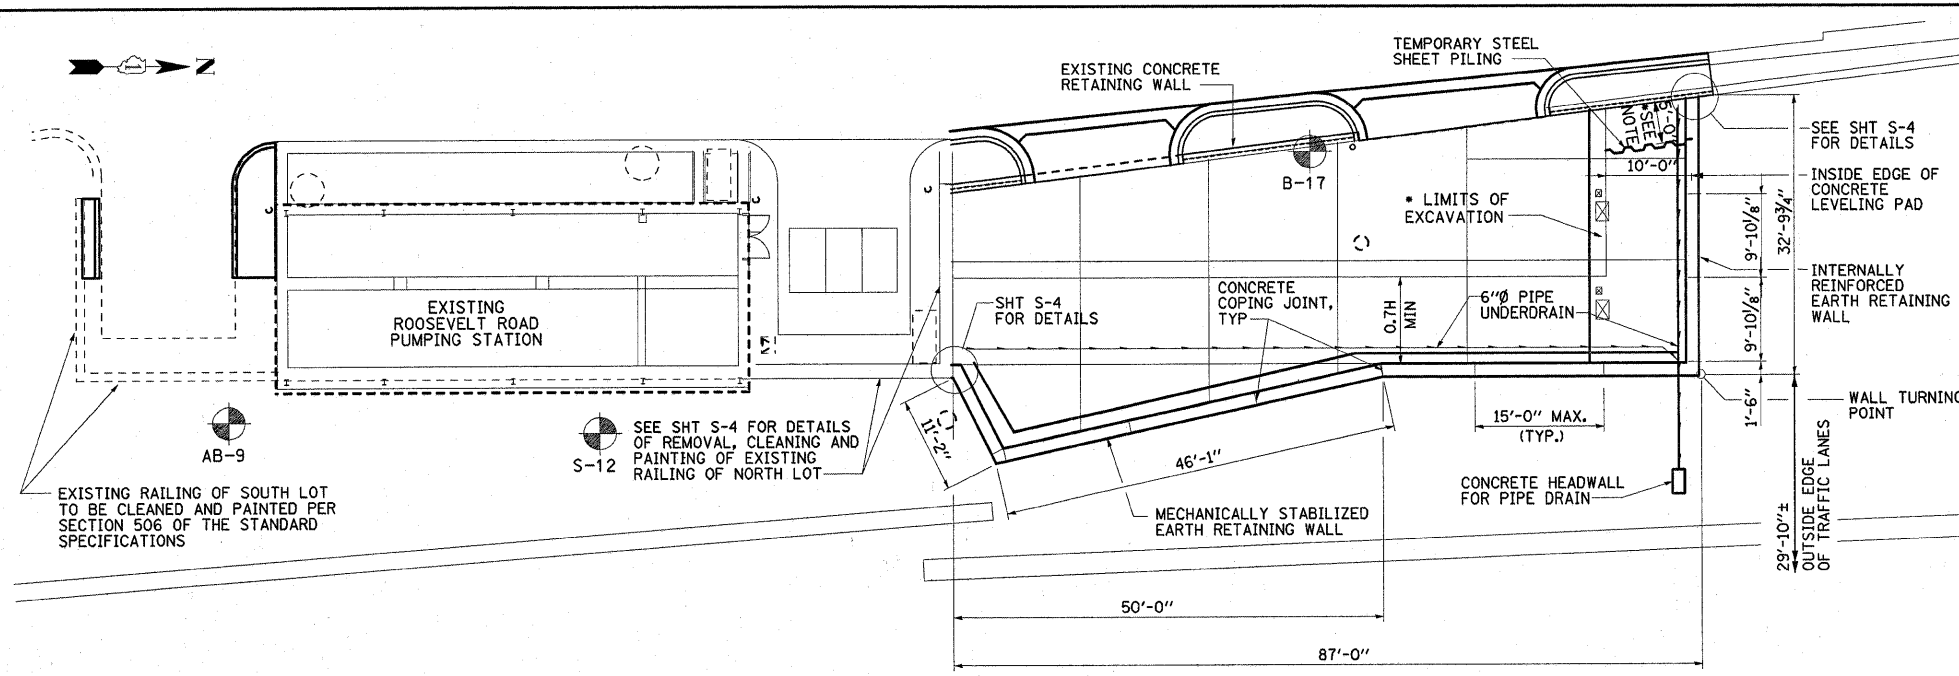 N
TEMPORARY STEEL
SHEET PILING
EXISTING CONCRETE
RETAINING WALL
5'-0"
* SEE
NOTE
SEE SHT S-4
FOR DETAILS
10'-0"
INSIDE EDGE OF
CONCRETE
LEVELING PAD
B-17
* LIMITS OF
EXCAVATION
9'-10 1/8"
32'-9 3/4"
INTERNALLY
REINFORCED
EARTH RETAINING
WALL
EXISTING
ROOSEVELT ROAD
PUMPING STATION
SHT S-4
FOR DETAILS
CONCRETE
COPING JOINT,
TYP
0.7H
MIN
6"Ø PIPE
UNDERDRAIN
9'-10 1/8"
1'-6"
WALL TURNING
POINT
AB-9
S-12
SEE SHT S-4 FOR DETAILS
OF REMOVAL, CLEANING AND
PAINTING OF EXISTING
RAILING OF NORTH LOT
11'-2"
46'-1"
15'-0" MAX.
(TYP.)
CONCRETE HEADWALL
FOR PIPE DRAIN
29'-10"±
OUTSIDE EDGE
OF TRAFFIC LANES
EXISTING RAILING OF SOUTH LOT
TO BE CLEANED AND PAINTED PER
SECTION 506 OF THE STANDARD
SPECIFICATIONS
MECHANICALLY STABILIZED
EARTH RETAINING WALL
50'-0"
87'-0"